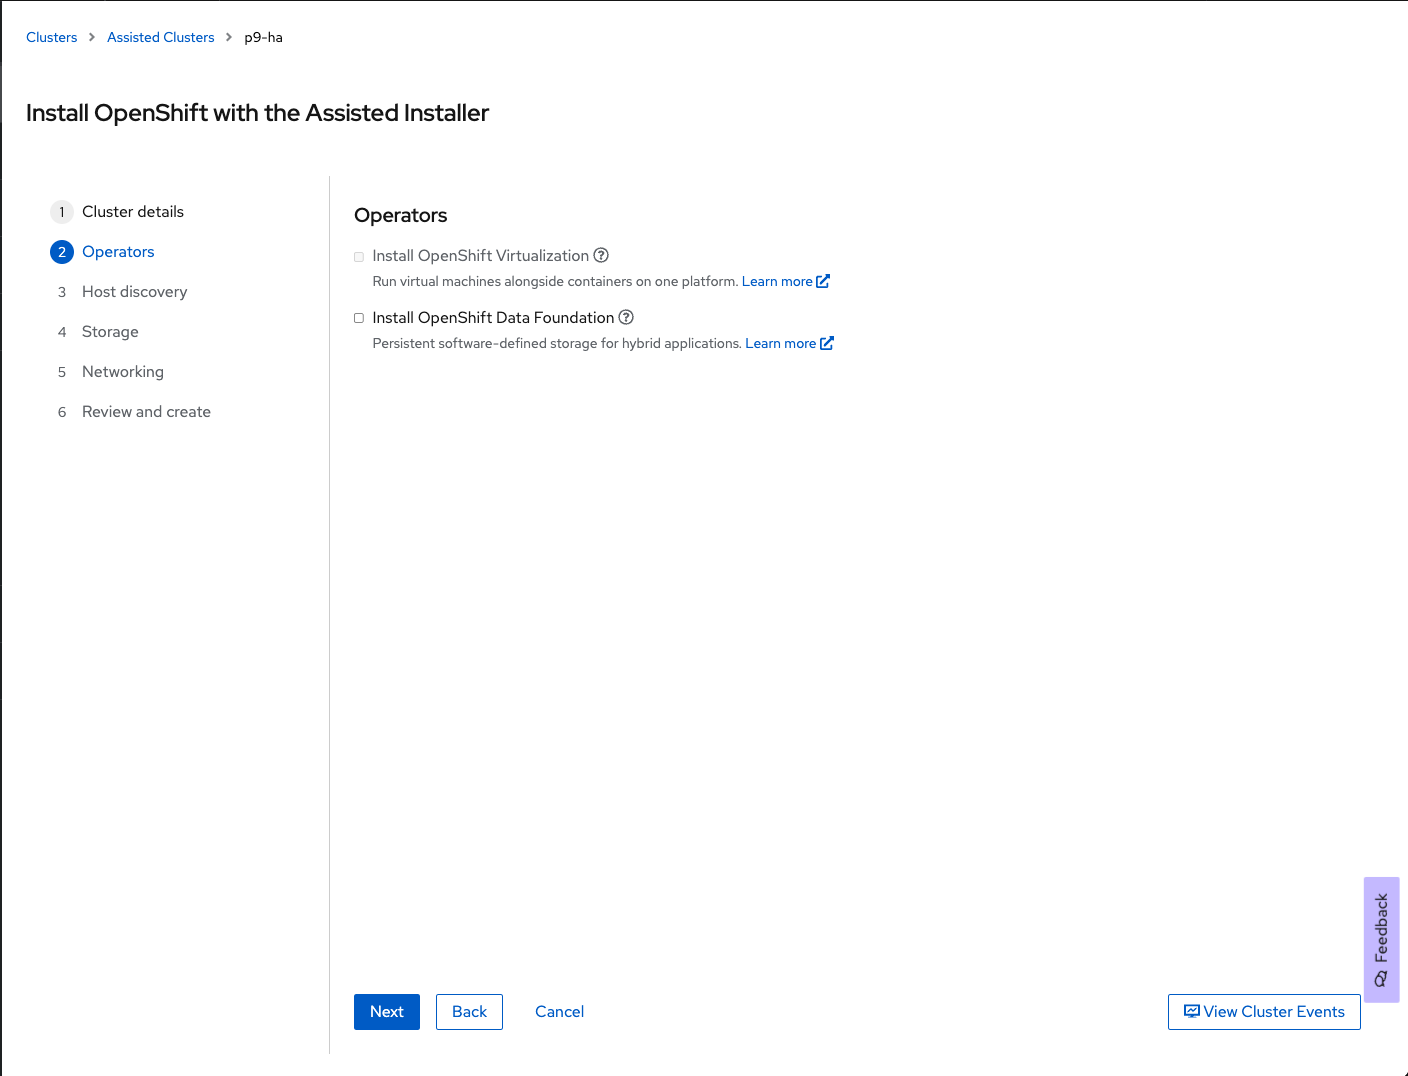 Clusters > Assisted Clusters > p9-ha
Install OpenShift with the Assisted Installer
1 Cluster details
2 Operators
3 Host discovery
4 Storage
5 Networking
6 Review and create
Operators
Install OpenShift Virtualization
Run virtual machines alongside containers on one platform. Learn more
Install OpenShift Data Foundation
Persistent software-defined storage for hybrid applications. Learn more
Next Back Cancel
View Cluster Events
Feedback